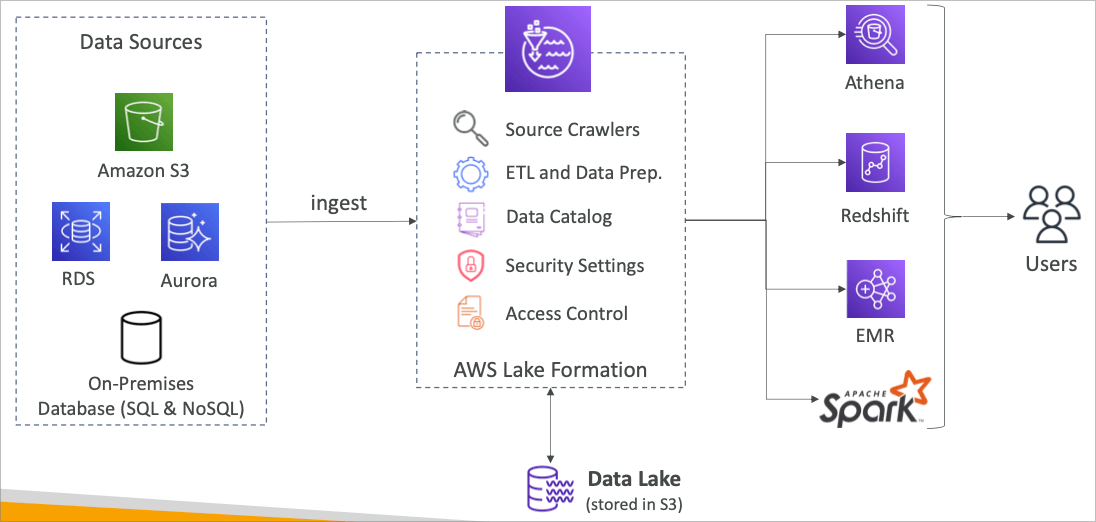 Data Sources
Amazon S3
RDS
Aurora
On-Premises
Database (SQL & NoSQL)
ingest
Source Crawlers
ETL and Data Prep.
Data Catalog
Security Settings
Access Control
AWS Lake Formation
Data Lake
(stored in S3)
Athena
Redshift
EMR
APACHE
Spark™
Users